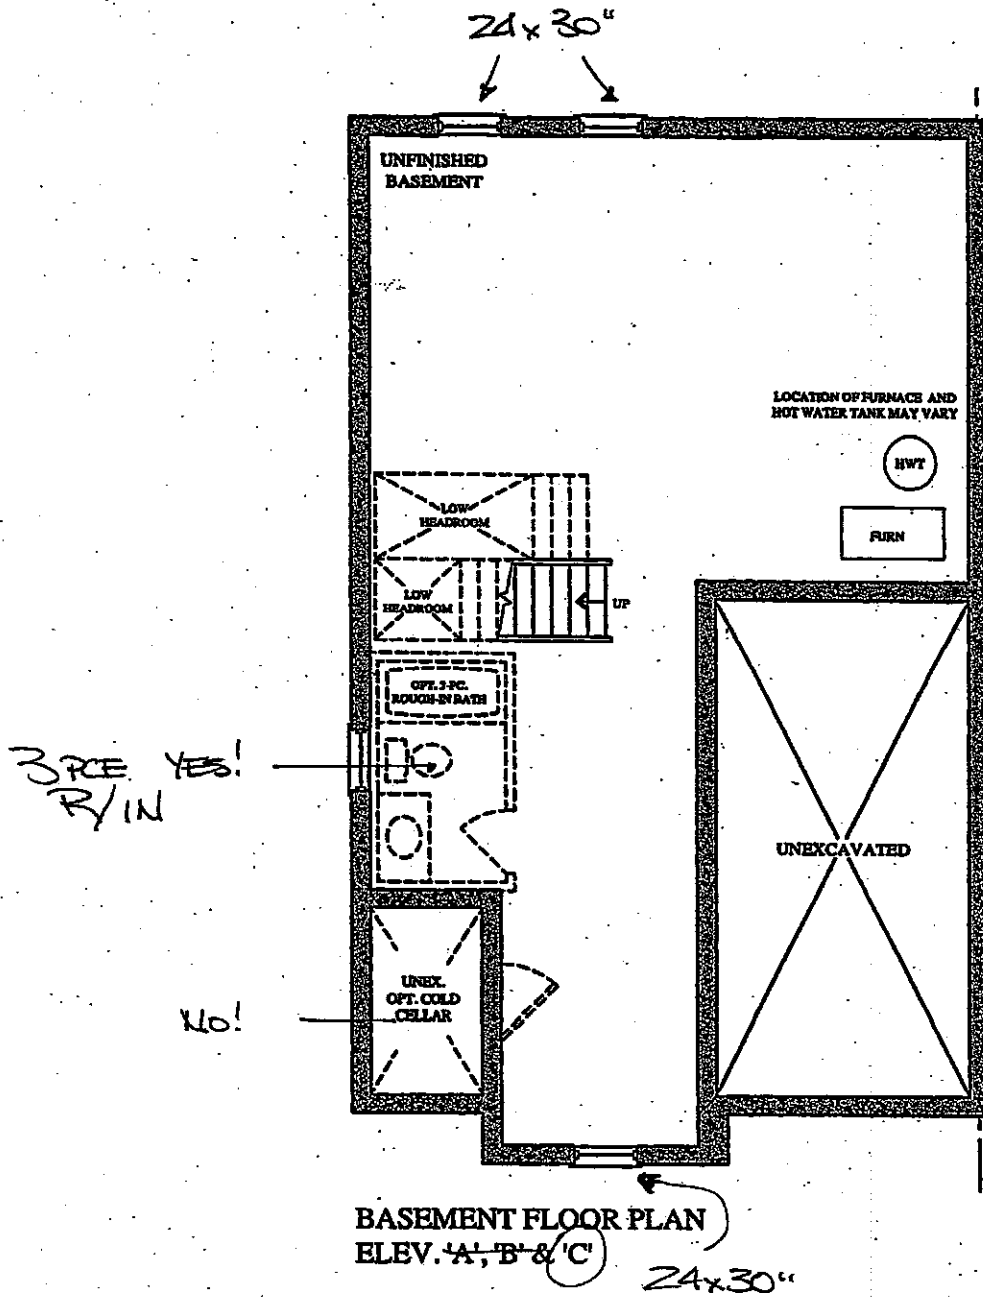 24x30"
UNFINISHED
BASEMENT
LOCATION OF FURNACE AND
HOT WATER TANK MAY VARY
HWT
LOW
HEADROOM
FURN
LOW
HEADROOM
UP
OPT. 3-PC.
ROUGH-IN BATH
3 PCE. YES!
R/IN
UNEXCAVATED
UNEX.
OPT. COLD
CELLAR
NO!
BASEMENT FLOOR PLAN
ELEV. 'A', 'B' & 'C'
24x30"